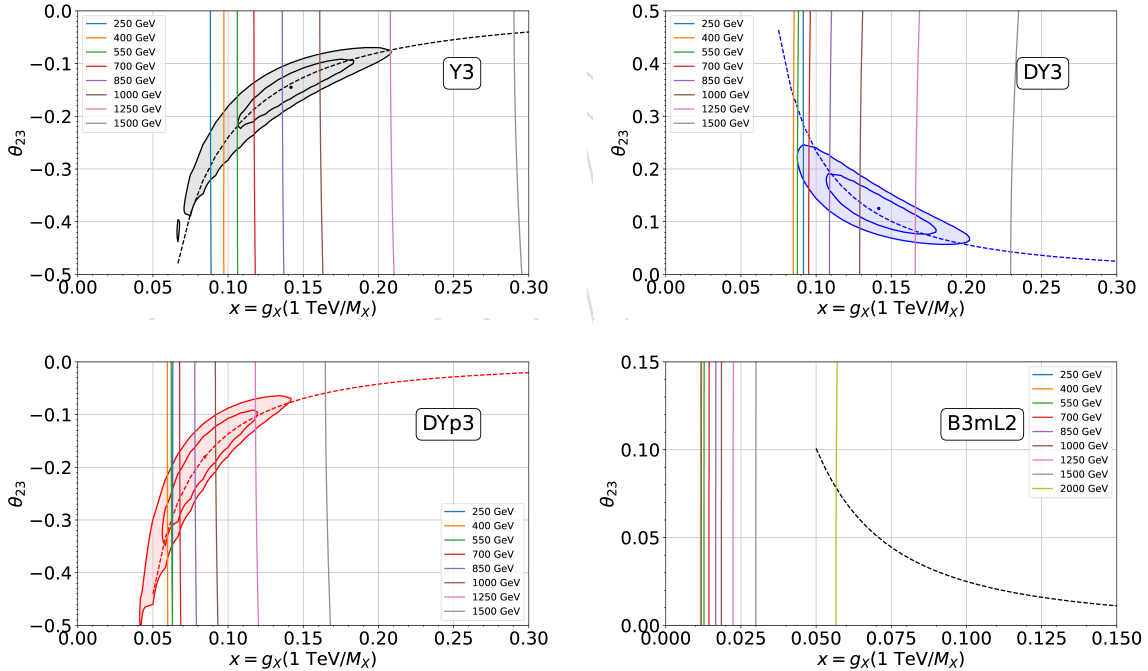 0.0
−0.1
−0.2
−0.3
−0.4
−0.5
θ23
250 GeV
400 GeV
550 GeV
700 GeV
850 GeV
1000 GeV
1250 GeV
1500 GeV
Y3
0.00 0.05 0.10 0.15 0.20 0.25 0.30
x = gX(1 TeV/MX)
0.5
0.4
0.3
0.2
0.1
0.0
θ23
250 GeV
400 GeV
550 GeV
700 GeV
850 GeV
1000 GeV
1250 GeV
1500 GeV
DY3
0.00 0.05 0.10 0.15 0.20 0.25 0.30
x = gX(1 TeV/MX)
0.0
−0.1
−0.2
−0.3
−0.4
−0.5
θ23
DYp3
250 GeV
400 GeV
550 GeV
700 GeV
850 GeV
1000 GeV
1250 GeV
1500 GeV
0.00 0.05 0.10 0.15 0.20 0.25 0.30
x = gX(1 TeV/MX)
0.15
0.10
0.05
0.00
θ23
B3mL2
250 GeV
400 GeV
550 GeV
700 GeV
850 GeV
1000 GeV
1250 GeV
1500 GeV
2000 GeV
0.000 0.025 0.050 0.075 0.100 0.125 0.150
x = gX(1 TeV/MX)